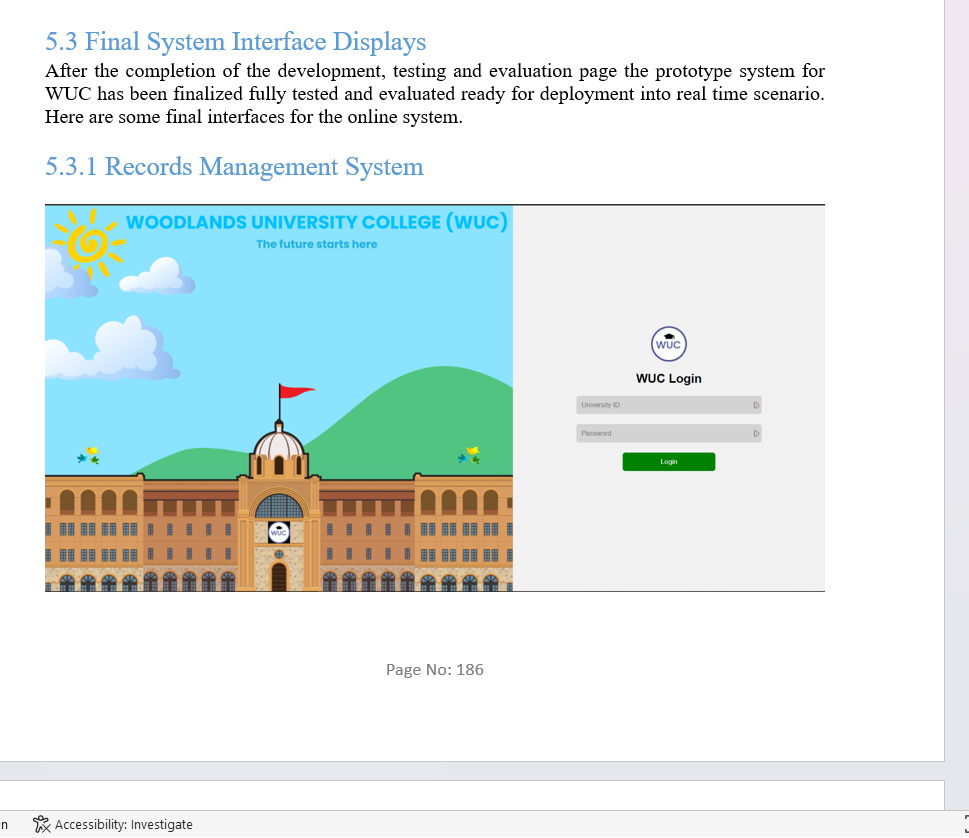 5.3 Final System Interface Displays
After the completion of the development, testing and evaluation page the prototype system for
WUC has been finalized fully tested and evaluated ready for deployment into real time scenario.
Here are some final interfaces for the online system.
5.3.1 Records Management System
WOODLANDS UNIVERSITY COLLEGE (WUC)
The future starts here
WUC
WUC Login
University ID
Password
Login
WUC
Page No: 186
Accessibility: Investigate